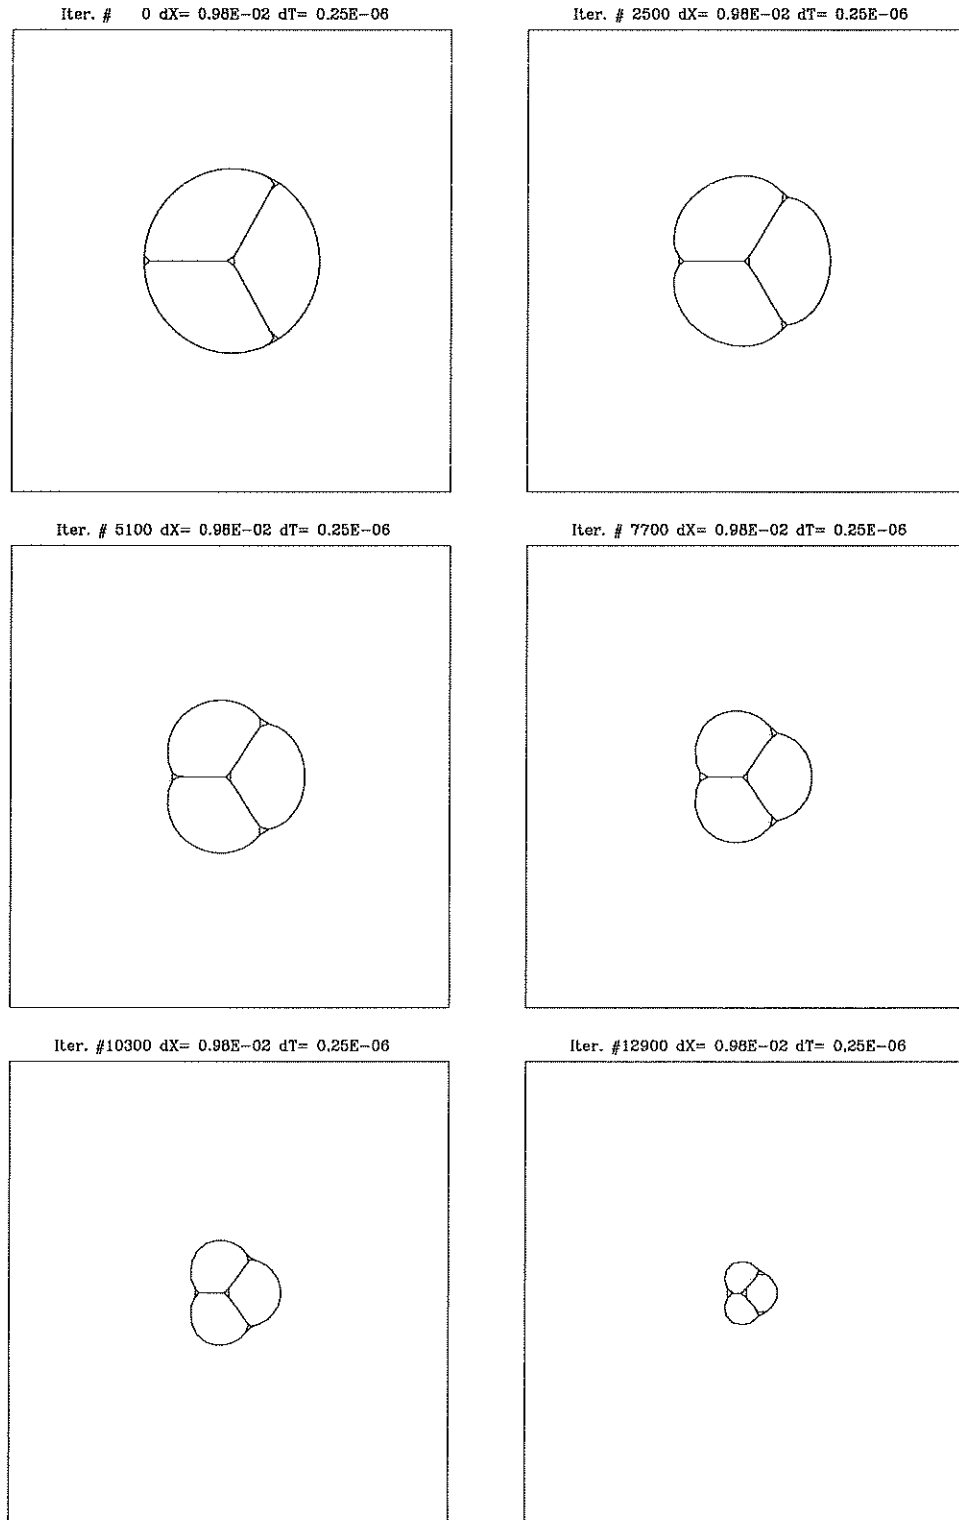 Iter. # 0 dX= 0.98E-02 dT= 0.25E-06
Iter. # 2500 dX= 0.98E-02 dT= 0.25E-06
Iter. # 5100 dX= 0.98E-02 dT= 0.25E-06
Iter. # 7700 dX= 0.98E-02 dT= 0.25E-06
Iter. #10300 dX= 0.98E-02 dT= 0.25E-06
Iter. #12900 dX= 0.98E-02 dT= 0.25E-06